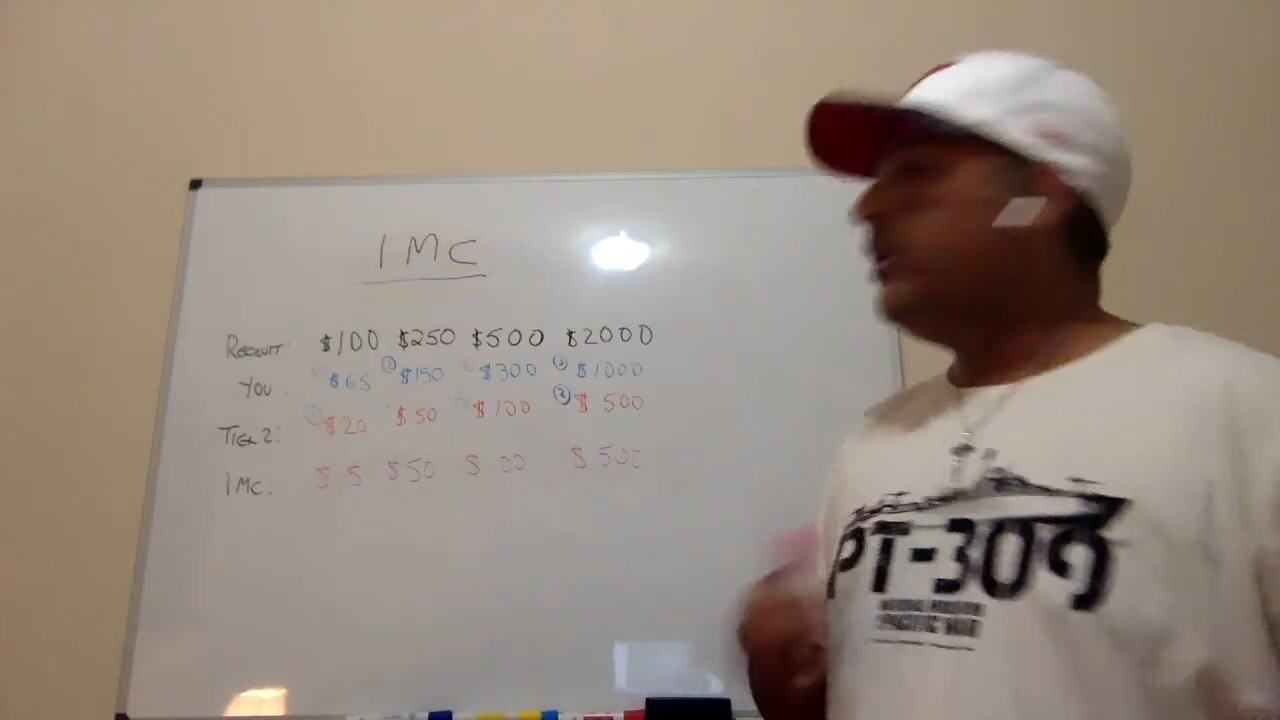 IMC
RECRUIT: $100 $250 $500 $2000
YOU: $65 $150 $300 $1000
TIER 2: $20 $50 $100 $500
IMC: $50 $500
PT-309